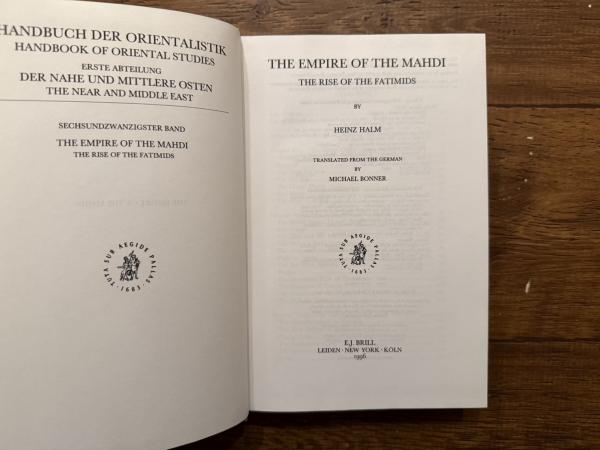 HANDBUCH DER ORIENTALISTIK
HANDBOOK OF ORIENTAL STUDIES
ERSTE ABTEILUNG
DER NAHE UND MITTLERE OSTEN
THE NEAR AND MIDDLE EAST
SECHSUNDZWANZIGSTER BAND
THE EMPIRE OF THE MAHDI
THE RISE OF THE FATIMIDS
TUTA SUB AEGIDE PALLAS
· 1683 ·
THE EMPIRE OF THE MAHDI
THE RISE OF THE FATIMIDS
BY
HEINZ HALM
TRANSLATED FROM THE GERMAN
BY
MICHAEL BONNER
TUTA SUB AEGIDE PALLAS
· 1683 ·
E.J. BRILL
LEIDEN · NEW YORK · KÖLN
1996